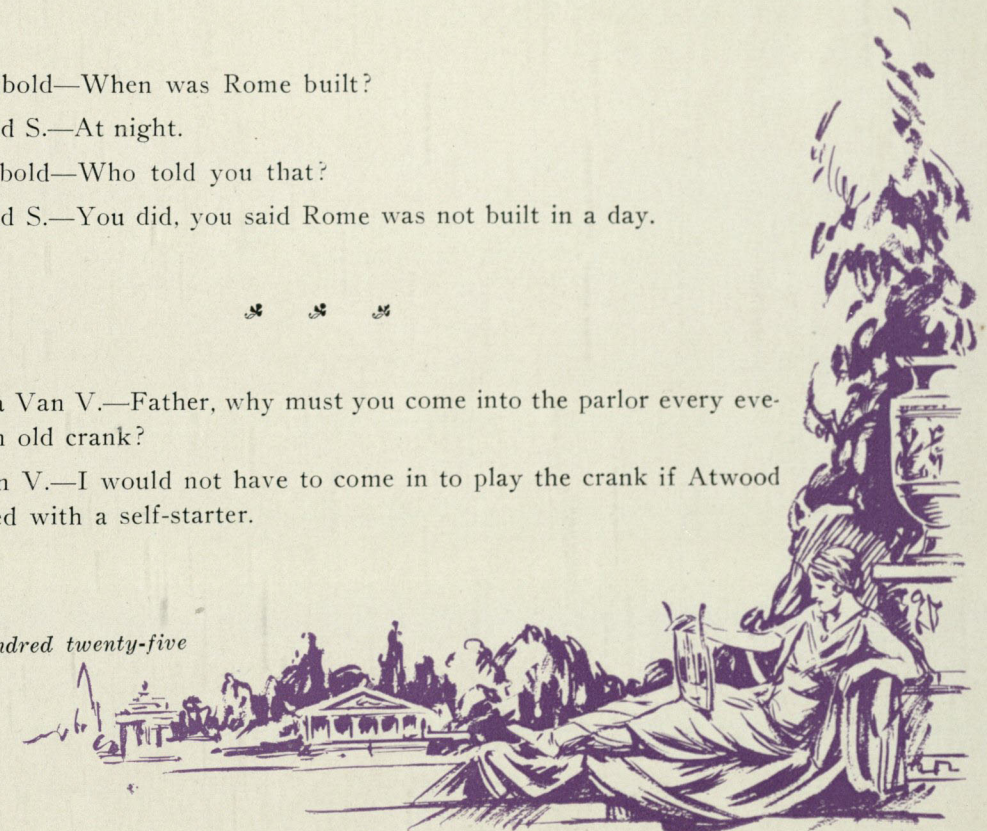 bold—When was Rome built?
d S.—At night.
bold—Who told you that?
d S.—You did, you said Rome was not built in a day.
Van V.—Father, why must you come into the parlor every eve-
old crank?
V.—I would not have to come in to play the crank if Atwood
ed with a self-starter.
ndred twenty-five